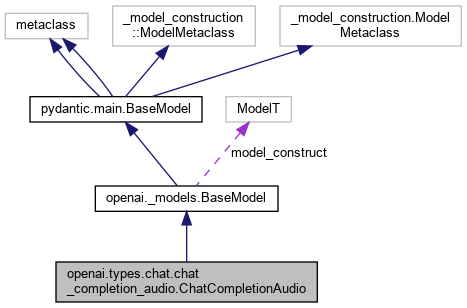 metaclass
_model_construction
::ModelMetaclass
_model_construction.Model
Metaclass
pydantic.main.BaseModel
ModelT
model_construct
openai._models.BaseModel
openai.types.chat.chat
_completion_audio.ChatCompletionAudio